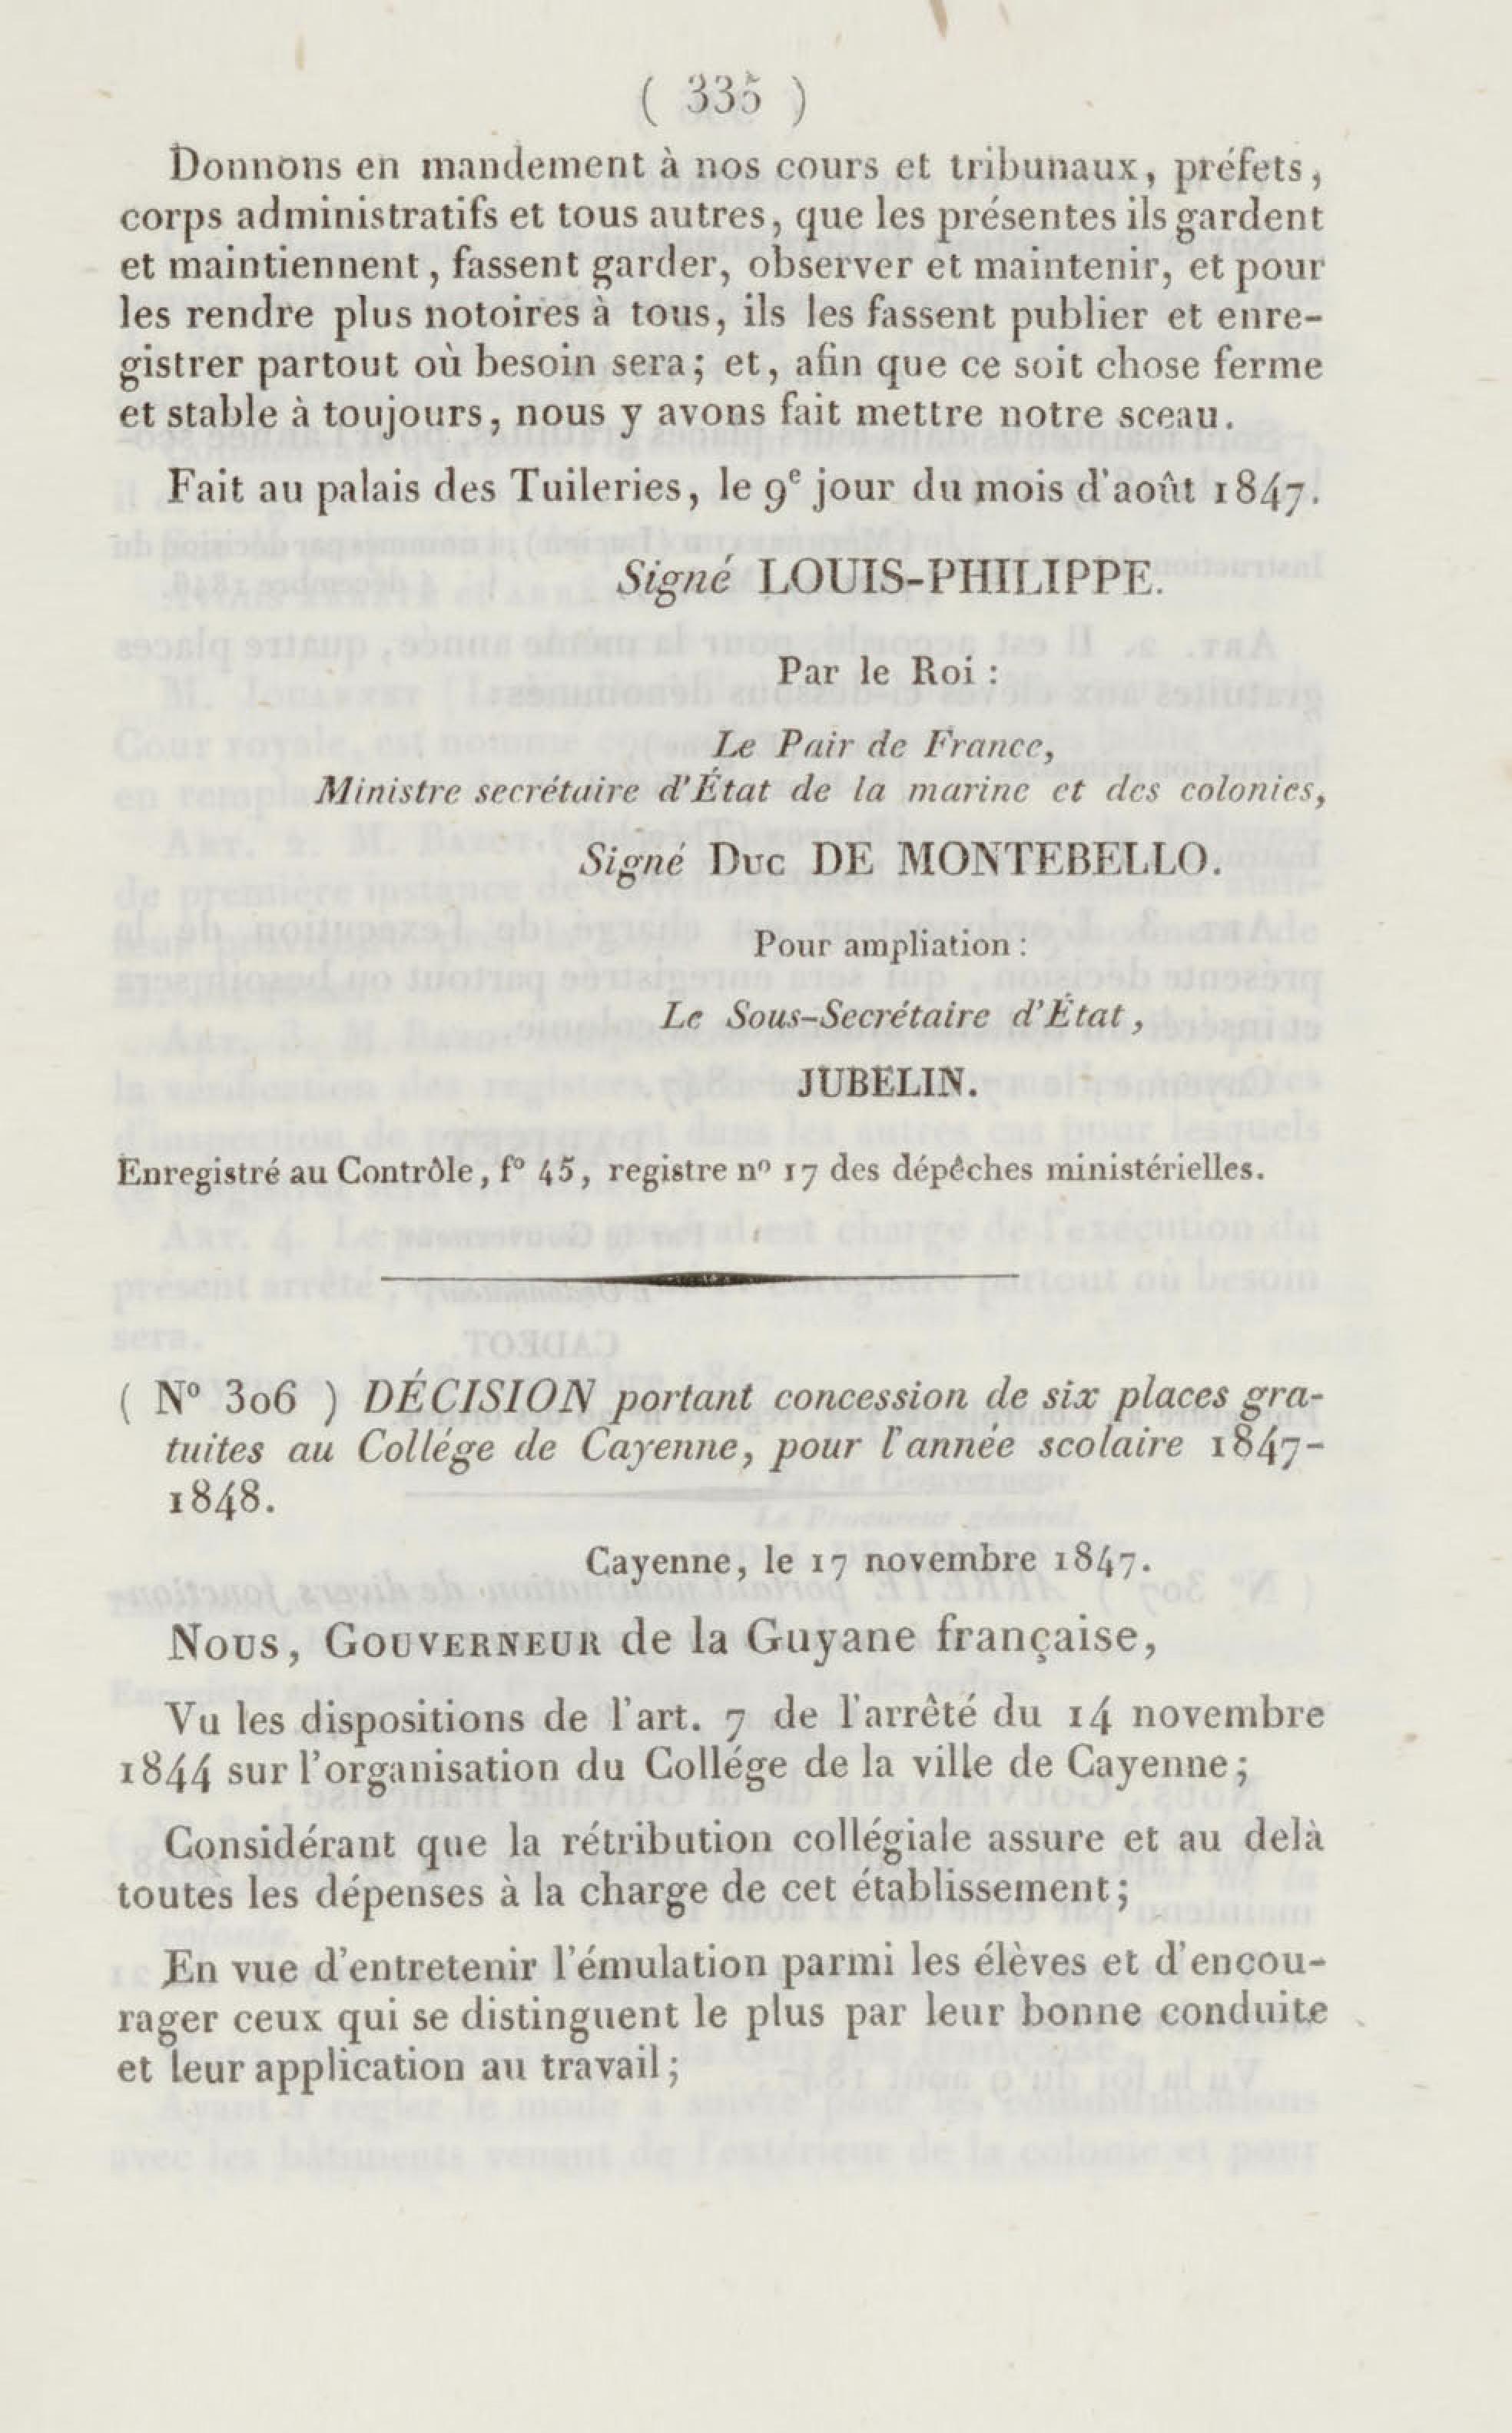 ( 335 )
Donnons en mandement à nos cours et tribunaux, préfets,
corps administratifs et tous autres, que les présentes ils gardent
et maintiennent, fassent garder, observer et maintenir, et pour
les rendre plus notoires à tous, ils les fassent publier et enre-
gistrer partout où besoin sera; et, afin que ce soit chose ferme
et stable à toujours, nous y avons fait mettre notre sceau.
Fait au palais des Tuileries, le 9e jour du mois d'août 1847.
Signé LOUIS-PHILIPPE.
Par le Roi :
Le Pair de France,
Ministre secrétaire d'État de la marine et des colonies,
Signé Duc DE MONTEBELLO.
Pour ampliation :
Le Sous-Secrétaire d'État,
JUBELIN.
Enregistré au Contrôle, fº 45, registre nº 17 des dépêches ministérielles.
( Nº 306 ) DÉCISION portant concession de six places gra-
tuites au Collége de Cayenne, pour l'année scolaire 1847-
1848.
Cayenne, le 17 novembre 1847.
Nous, Gouverneur de la Guyane française,
Vu les dispositions de l'art. 7 de l'arrêté du 14 novembre
1844 sur l'organisation du Collége de la ville de Cayenne;
Considérant que la rétribution collégiale assure et au delà
toutes les dépenses à la charge de cet établissement;
En vue d'entretenir l'émulation parmi les élèves et d'encou-
rager ceux qui se distinguent le plus par leur bonne conduite
et leur application au travail;